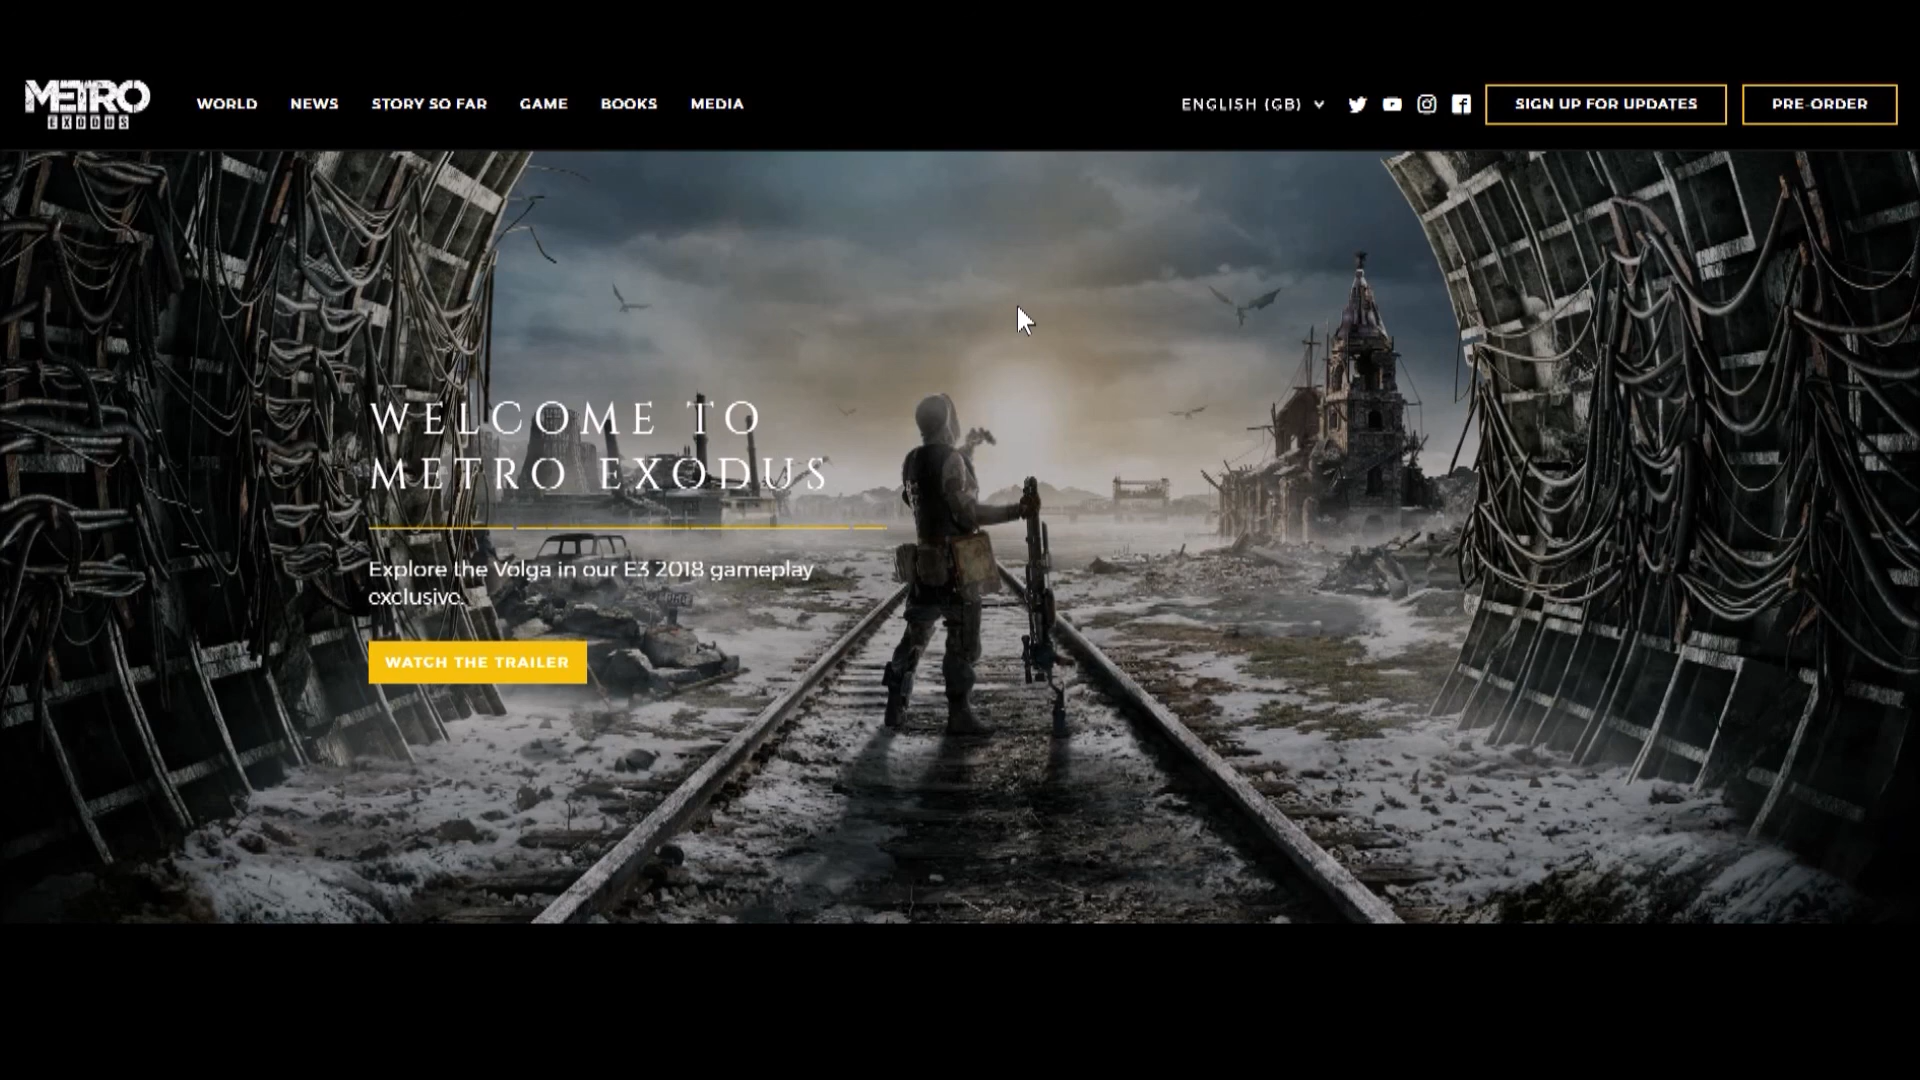 METRO
EXODUS
WORLD NEWS STORY SO FAR GAME BOOKS MEDIA
ENGLISH (GB)
SIGN UP FOR UPDATES
PRE-ORDER
WELCOME TO
METRO EXODUS
Explore the Volga in our E3 2018 gameplay
exclusive.
WATCH THE TRAILER